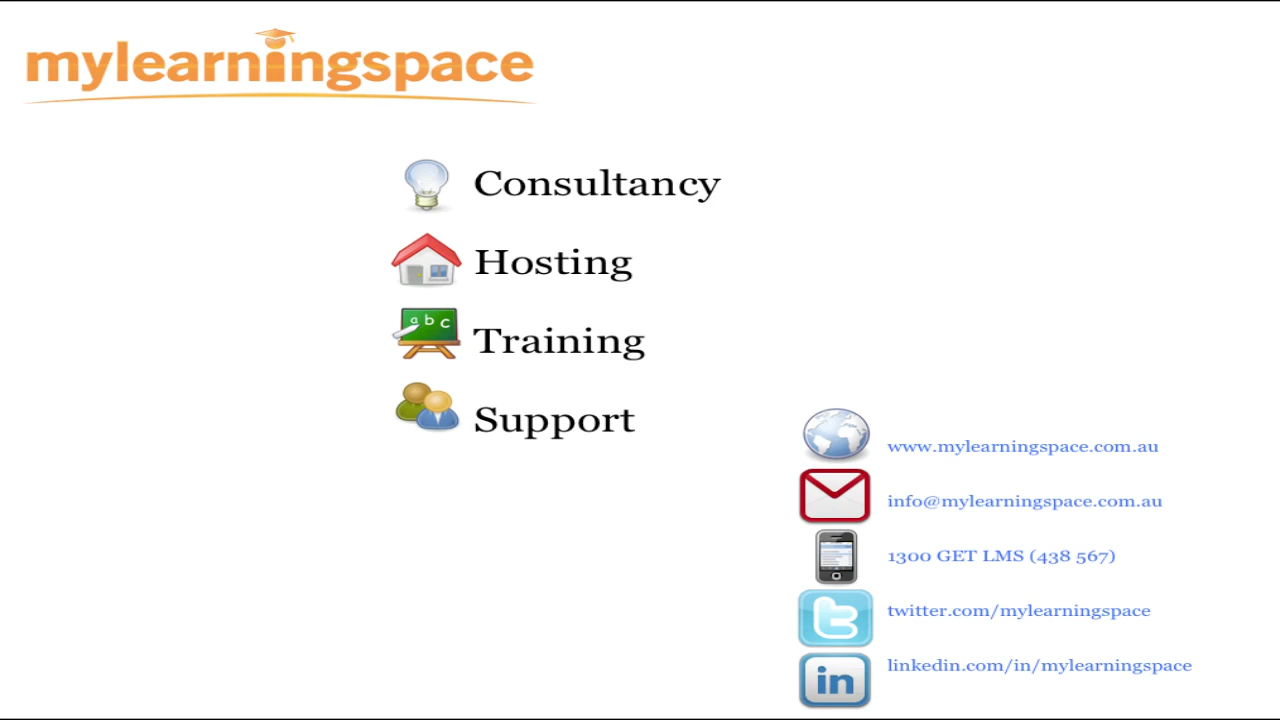 mylearningspace
Consultancy
Hosting
a b c
Training
Support
www.mylearningspace.com.au
info@mylearningspace.com.au
1300 GET LMS (438 567)
t
twitter.com/mylearningspace
in
linkedin.com/in/mylearningspace